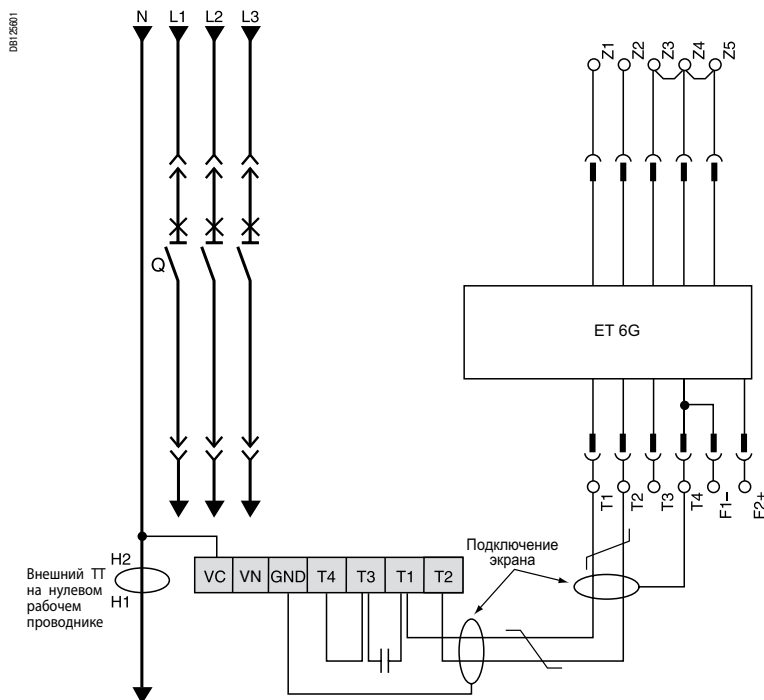 DB125601
N L1 L2 L3
Z1 Z2 Z3 Z4 Z5
Q
ET 6G
T1 T2 T3 T4 F1– F2+
H2
H1
Внешний ТТ
на нулевом
рабочем
проводнике
VC VN GND T4 T3 T1 T2
Подключение
экрана